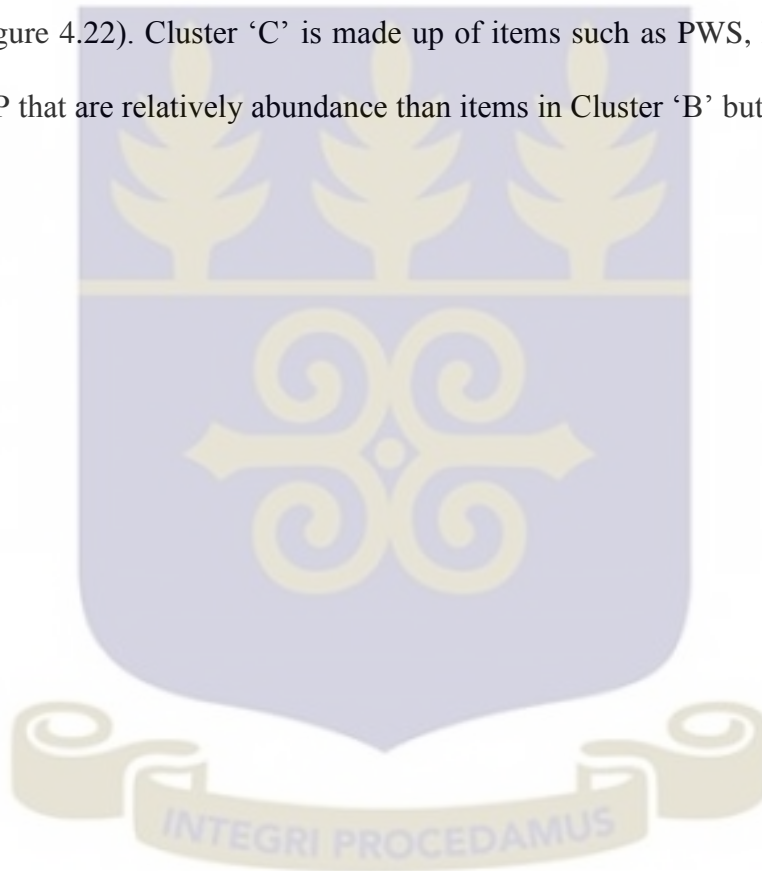 gure 4.22). Cluster ‘C’ is made up of items such as PWS,
P that are relatively abundance than items in Cluster ‘B’ but
INTEGRI PROCEDAMUS